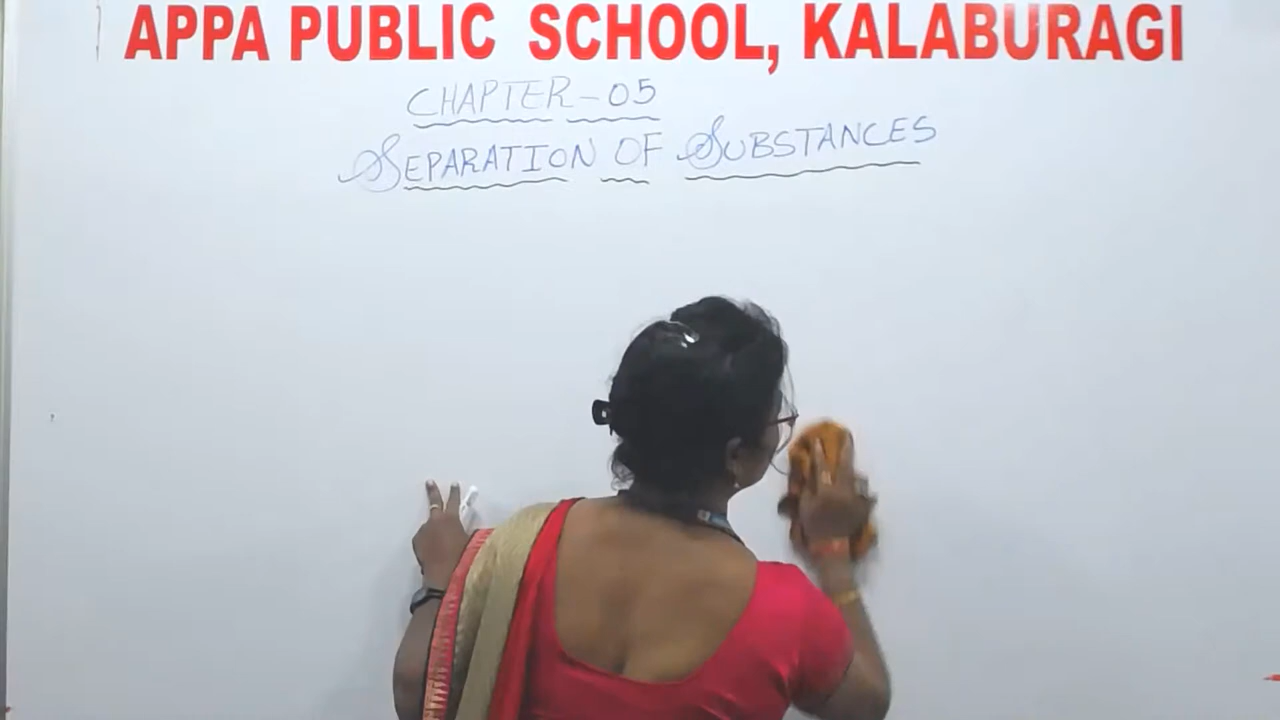 APPA PUBLIC SCHOOL, KALABURAGI
CHAPTER-05
SEPARATION OF SUBSTANCES